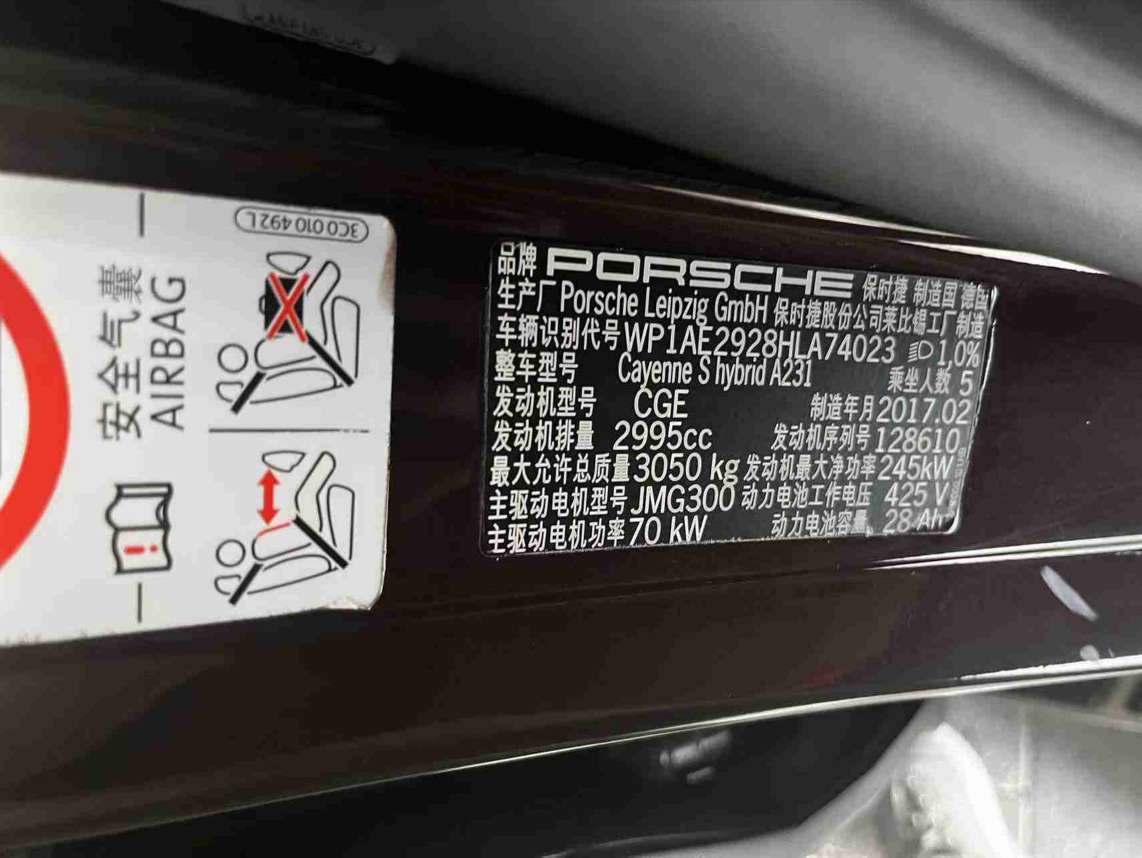 3C0 010 492 L
安全气囊
AIRBAG
品牌 PORSCHE 保时捷 制造国 德国
生产厂 Porsche Leipzig GmbH 保时捷股份公司莱比锡工厂制造
车辆识别代号 WP1AE2928HLA74023 1,0%
整车型号 Cayenne S hybrid A231 乘坐人数 5
发动机型号 CGE 制造年月 2017.02
发动机排量 2995cc 发动机序列号 128610
最大允许总质量 3050 kg 发动机最大净功率 245kW
主驱动电机型号 JMG300 动力电池工作电压 425 V
主驱动电机功率 70 kW 动力电池容量 28 Ah